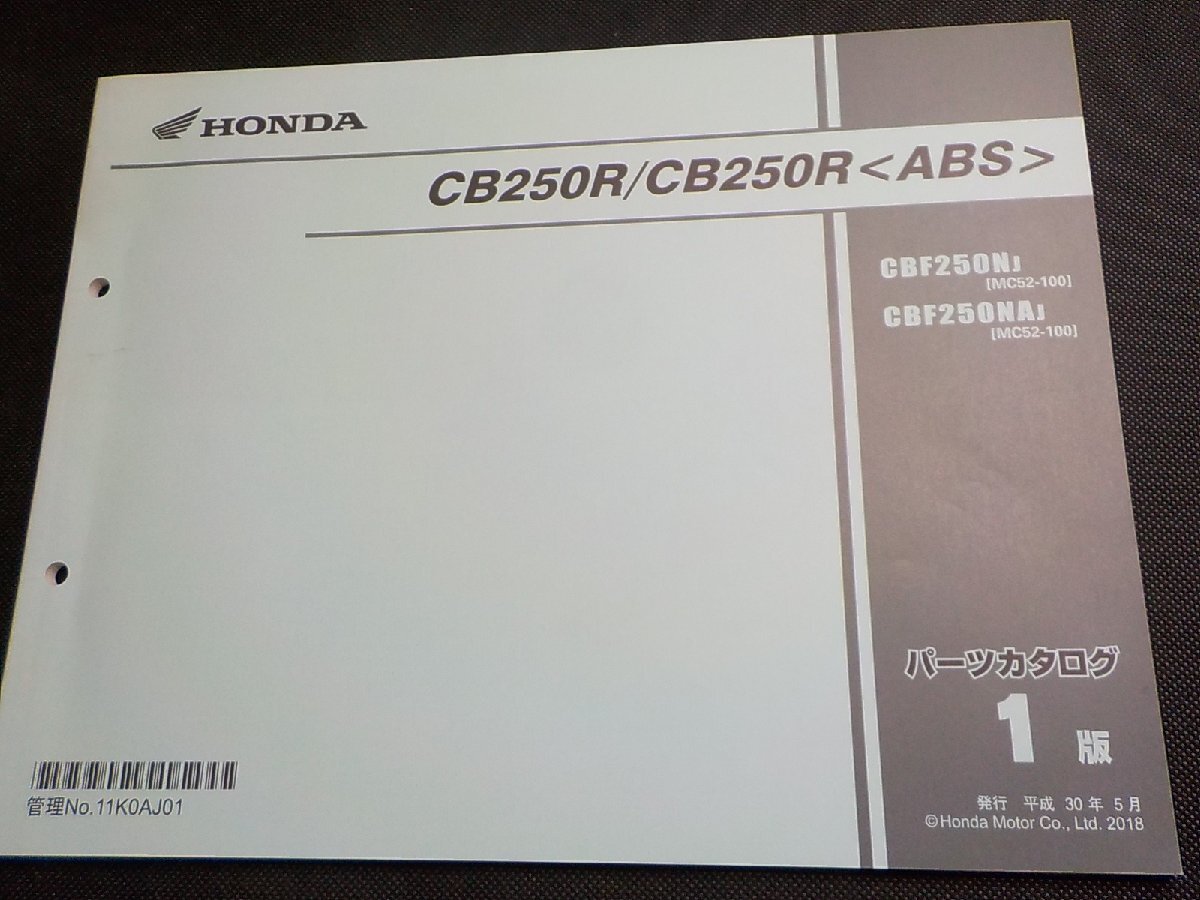 HONDA
CB250R/CB250R<ABS>
CBF250NJ
[MC52-100]
CBF250NAJ
[MC52-100]
パーツカタログ
1 版
発行 平成 30 年 5 月
©Honda Motor Co., Ltd. 2018
管理No.11K0AJ01